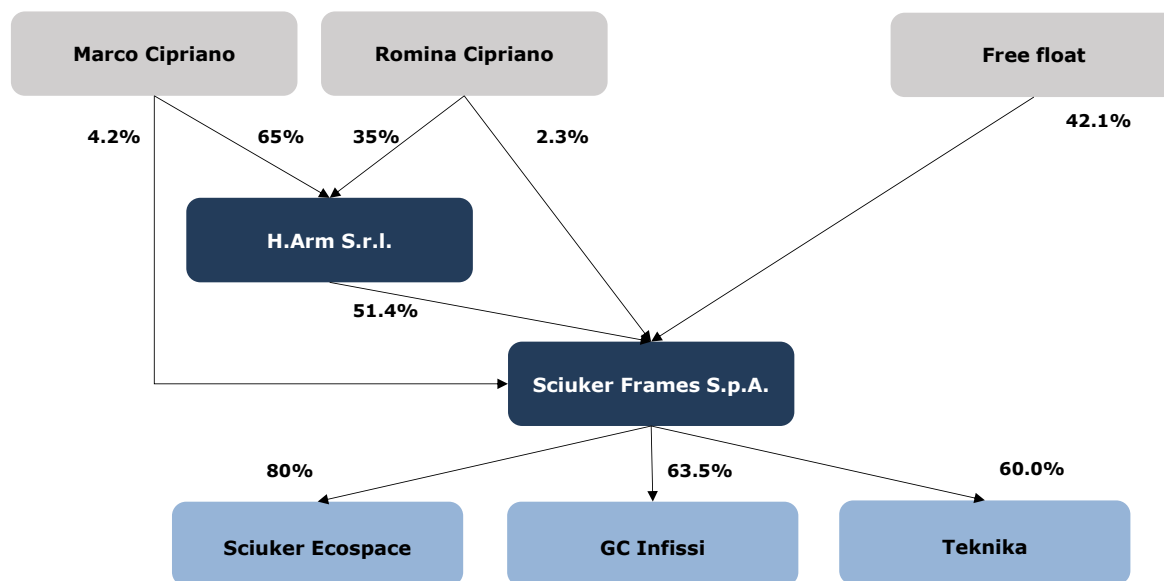 Marco Cipriano
Romina Cipriano
Free float
4.2%
65%
35%
2.3%
42.1%
H.Arm S.r.l.
51.4%
Sciuker Frames S.p.A.
80%
63.5%
60.0%
Sciuker Ecospace
GC Infissi
Teknika